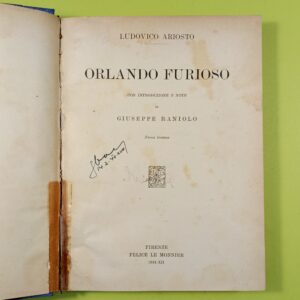 LUDOVICO ARIOSTO
ORLANDO FURIOSO
CON INTRODUZIONE E NOTE
DI
GIUSEPPE RANIOLO
FIRENZE
FELICE LE MONNIER